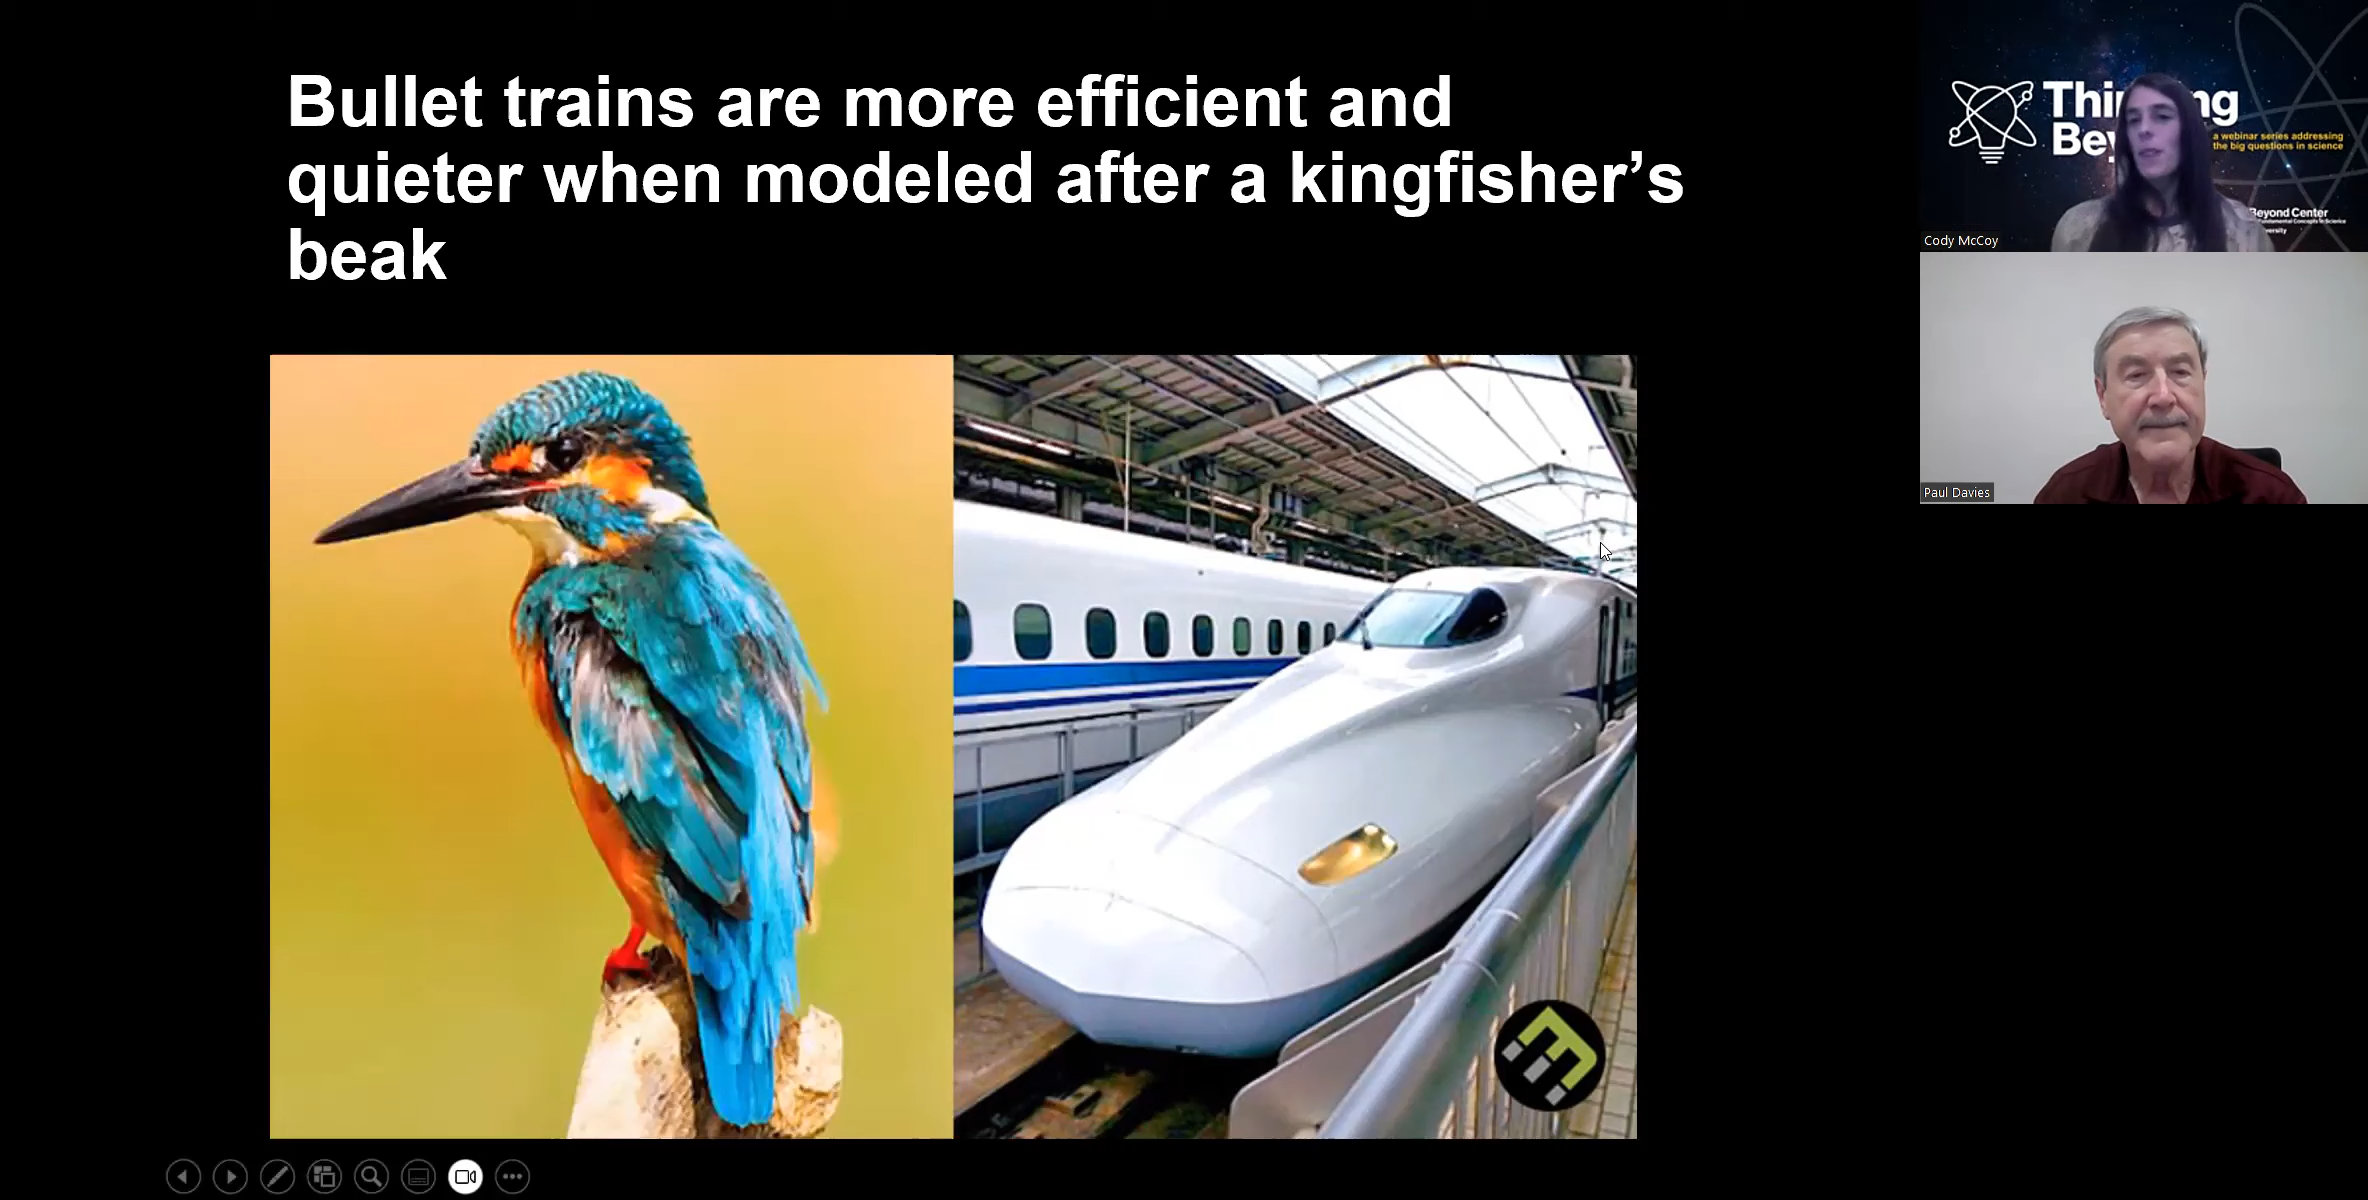 Bullet trains are more efficient and
quieter when modeled after a kingfisher’s
beak
a webinar series addressing
the big questions in science
Beyond Center
Cody McCoy
Paul Davies